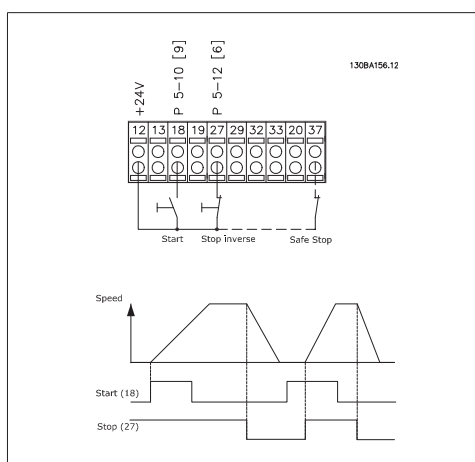 130BA156.12
+24V
P 5-10 [9]
P 5-12 [6]
12 13 18 19 27 29 32 33 20 37
Start Stop inverse Safe Stop
Speed
Start (18)
Stop (27)